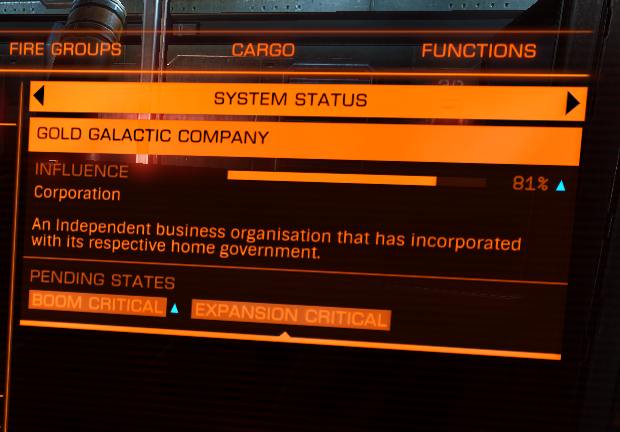 FIRE GROUPS CARGO FUNCTIONS
SYSTEM STATUS
GOLD GALACTIC COMPANY
INFLUENCE 81%
Corporation
An Independent business organisation that has incorporated
with its respective home government.
PENDING STATES
BOOM CRITICAL EXPANSION CRITICAL